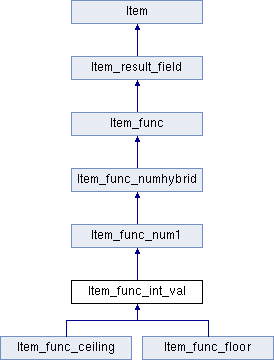 Item
Item_result_field
Item_func
Item_func_numhybrid
Item_func_num1
Item_func_int_val
Item_func_ceiling
Item_func_floor